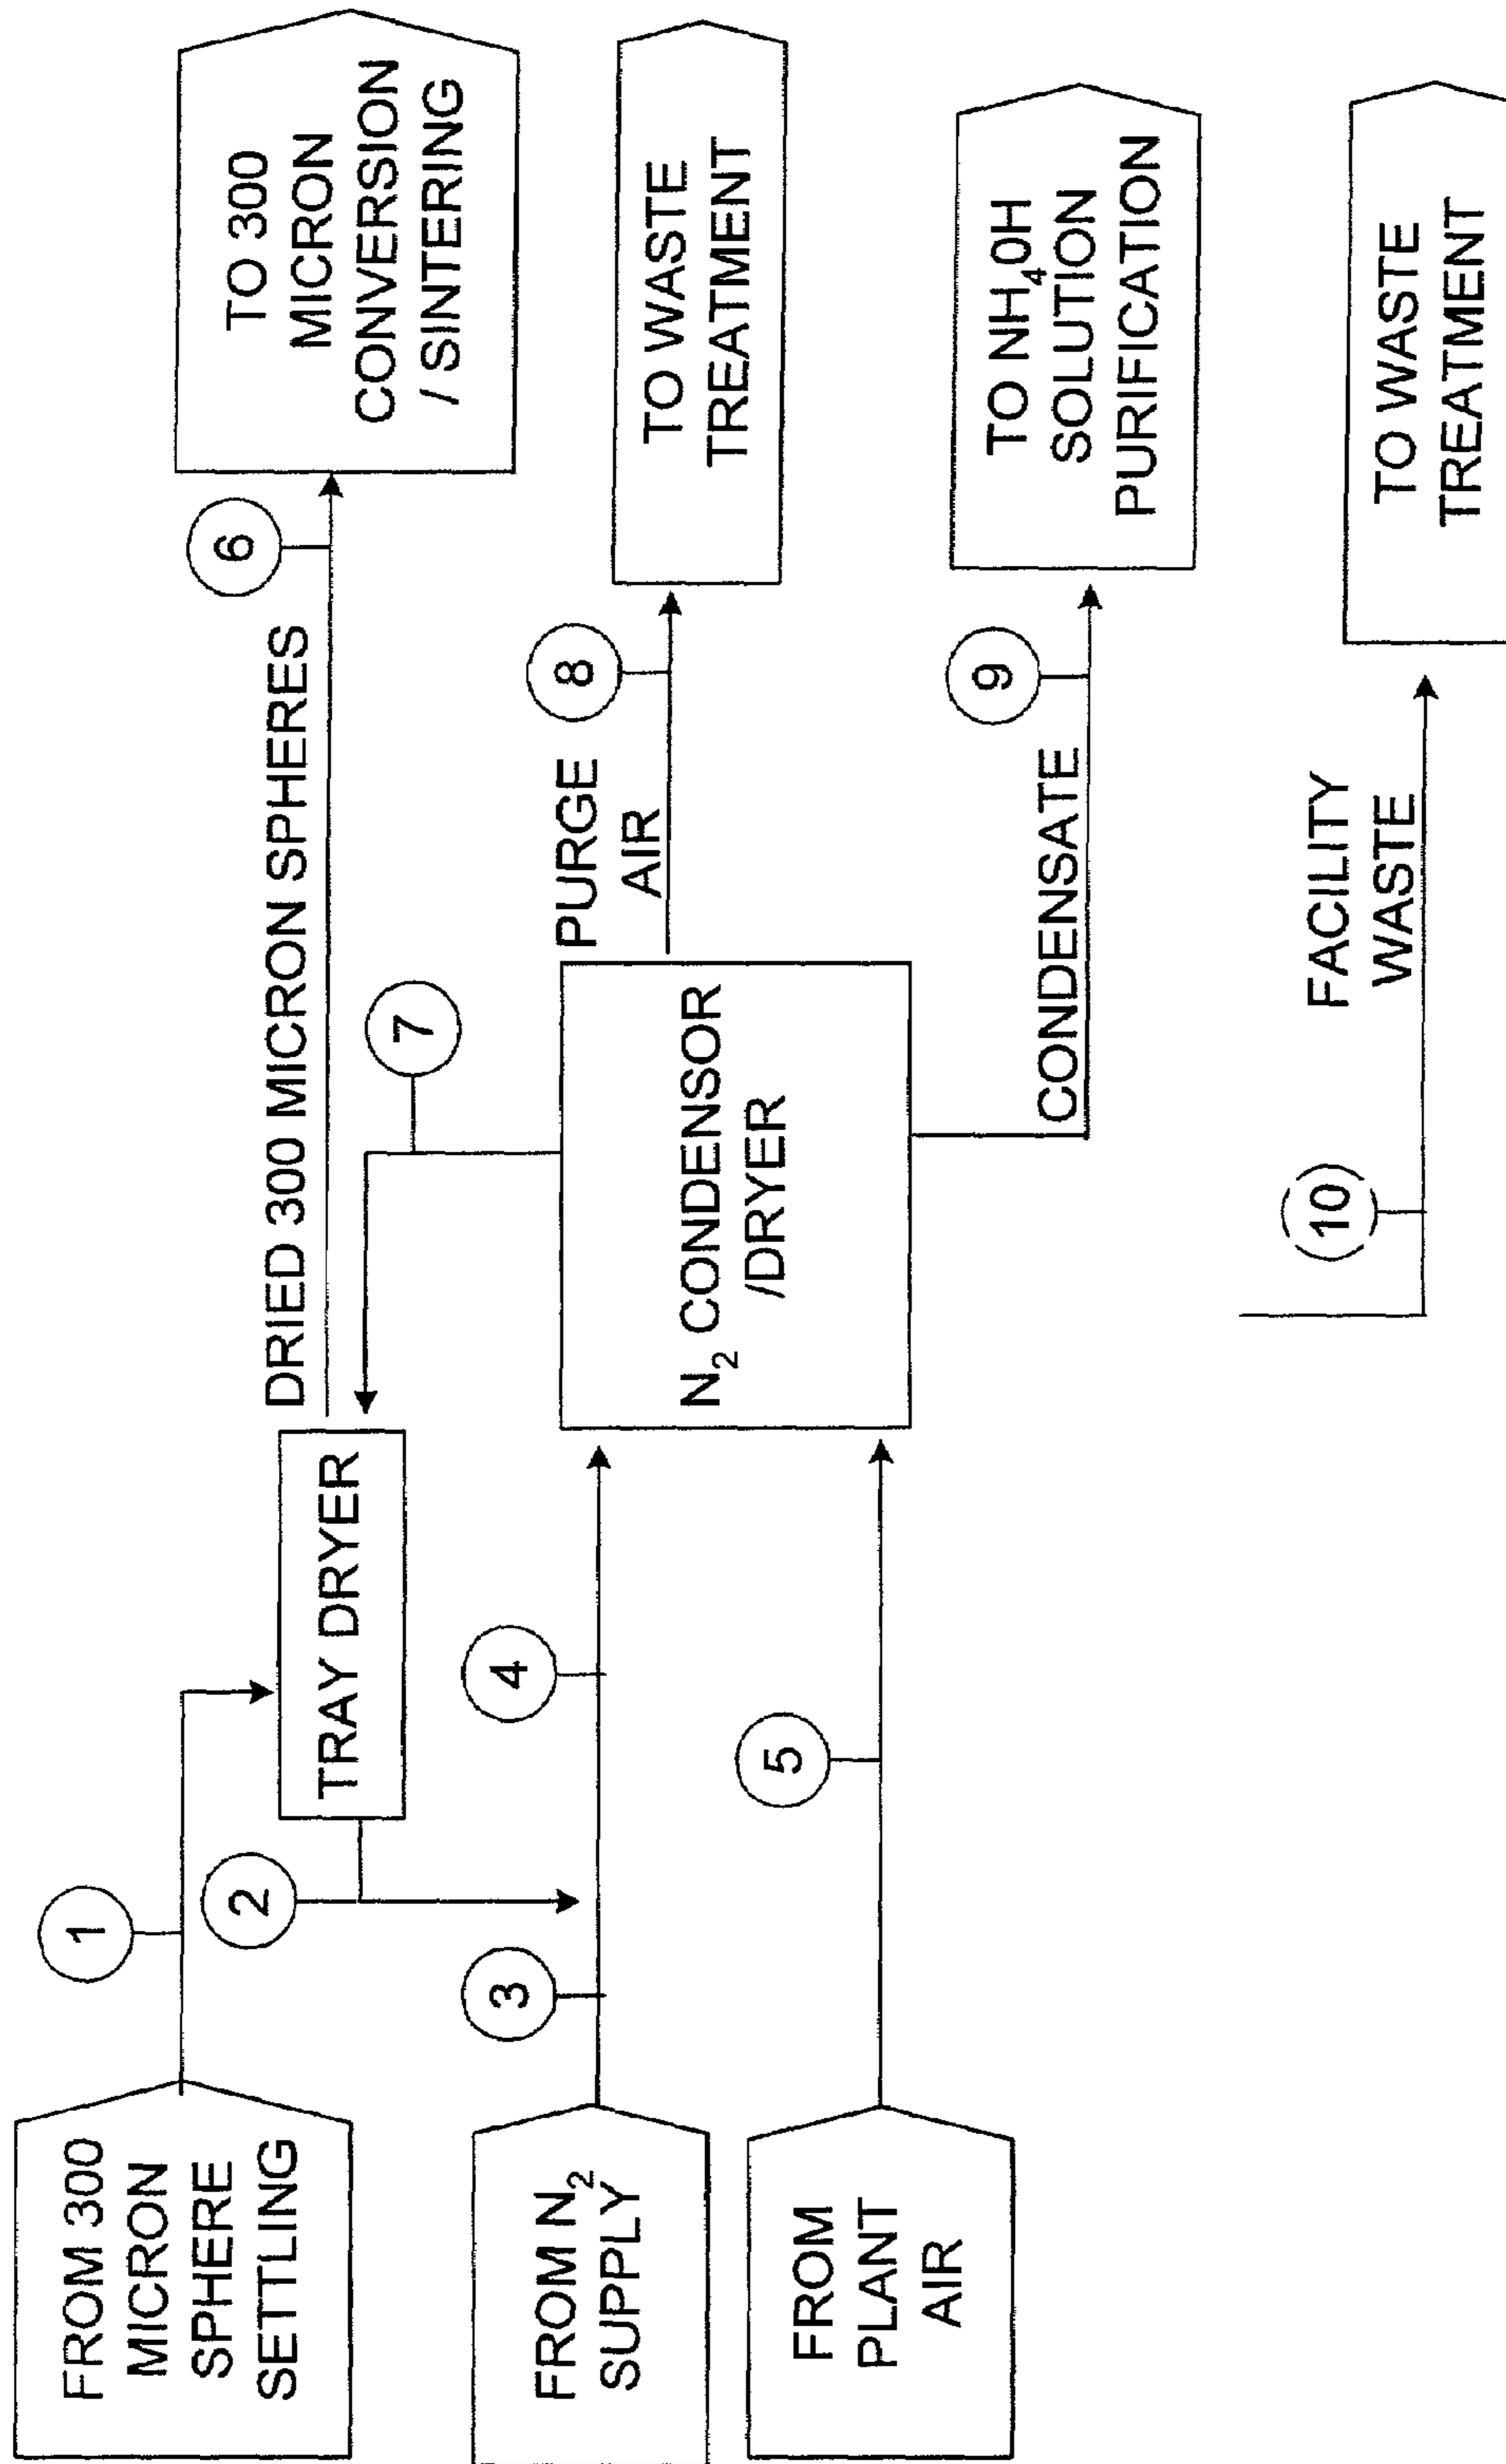 FROM 300
MICRON
SPHERE
SETTLING
1
2
TRAY DRYER
DRIED 300 MICRON SPHERES
6
TO 300
MICRON
CONVERSION
/ SINTERING
7
FROM N₂
SUPPLY
3
4
FROM
PLANT
AIR
5
N₂ CONDENSOR
/DRYER
PURGE
AIR
8
TO WASTE
TREATMENT
CONDENSATE
9
TO NH₄0H
SOLUTION
PURIFICATION
10
FACILITY
WASTE
TO WASTE
TREATMENT